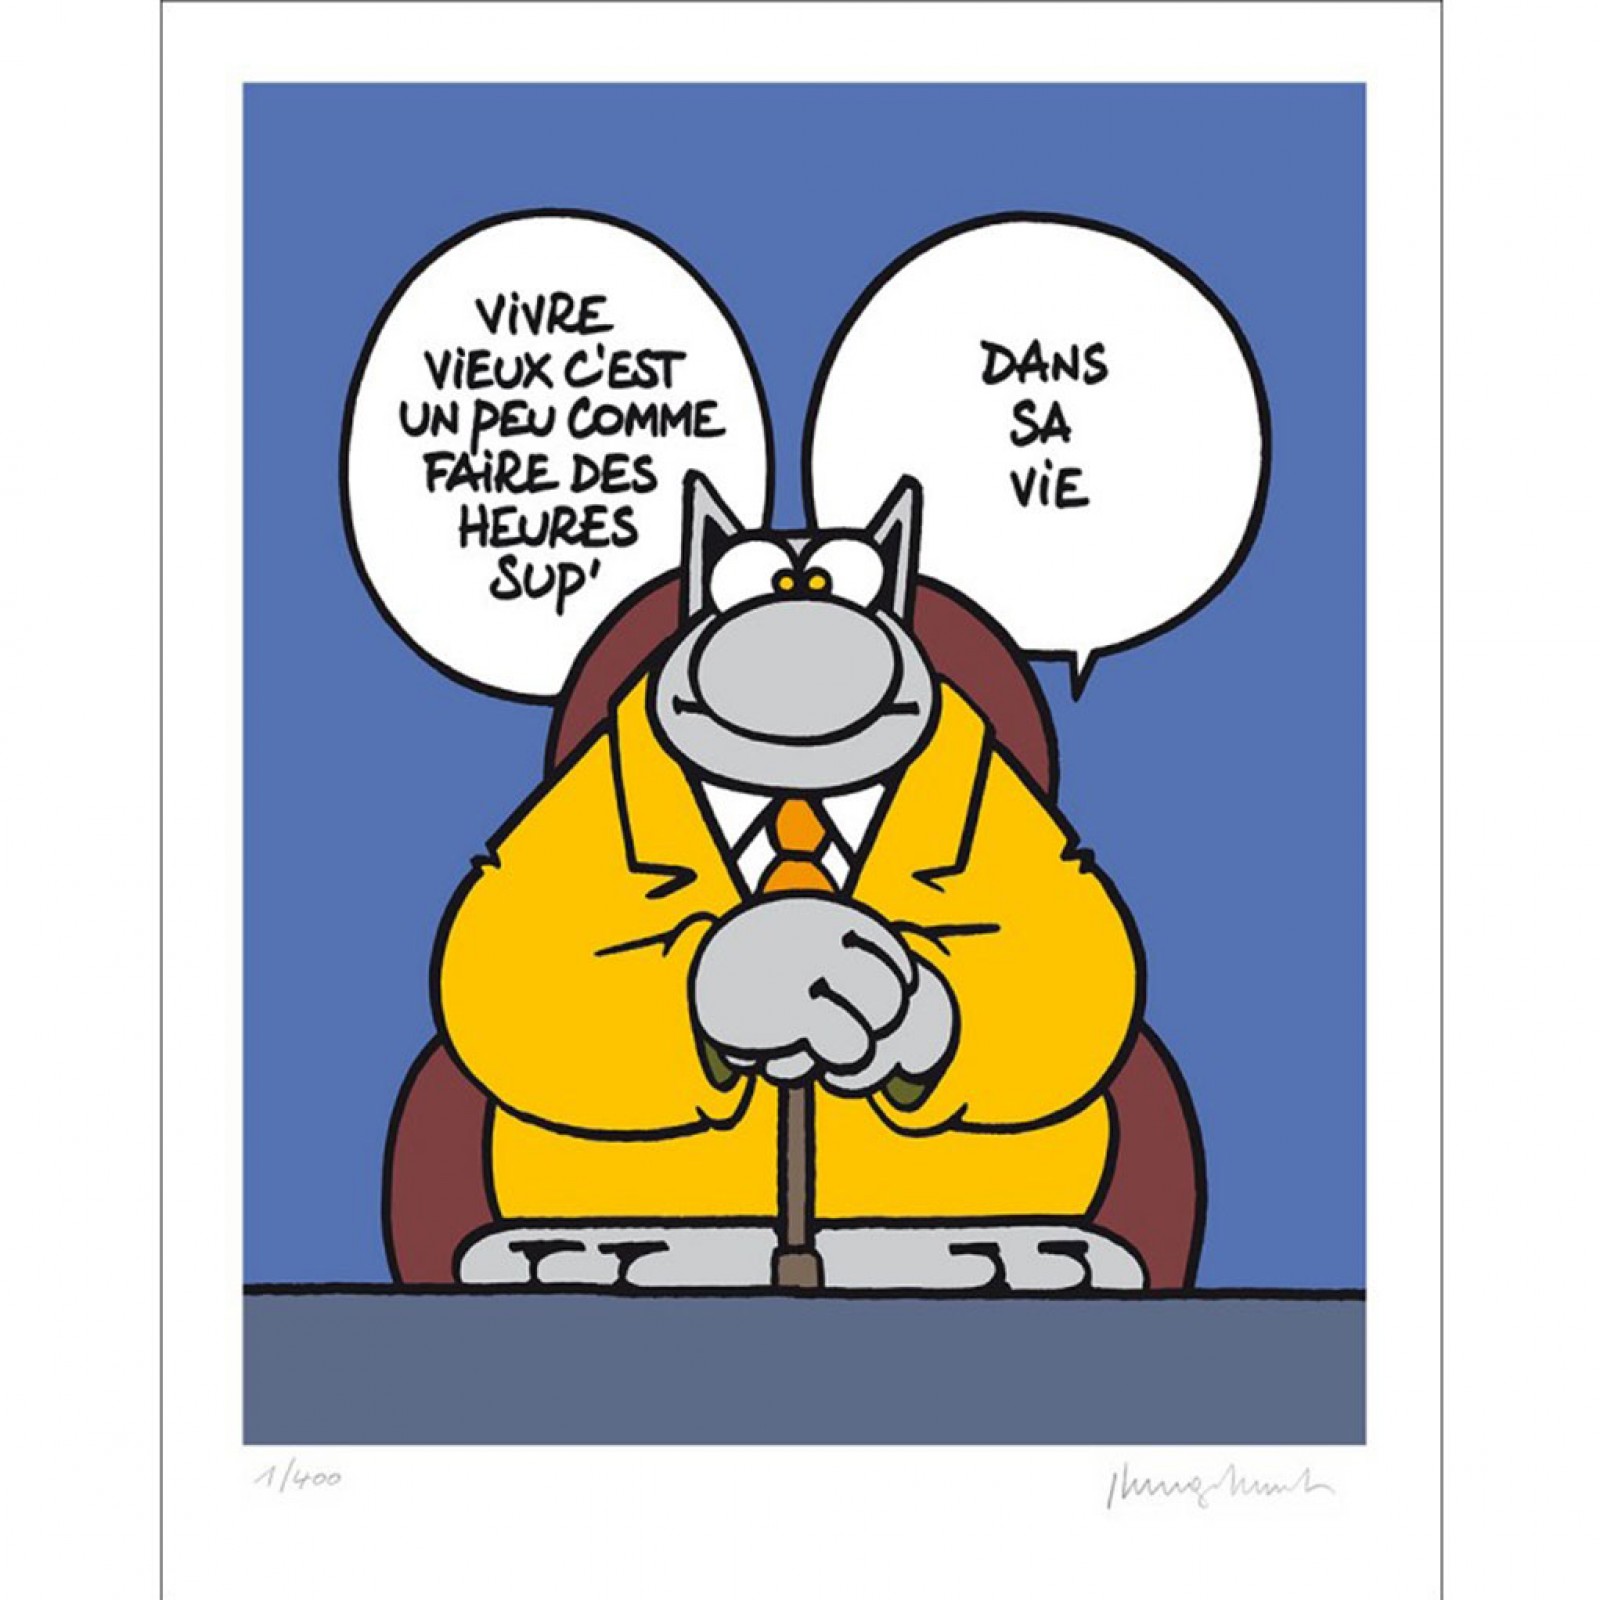 ViVRE
ViEUX C'EST
UN PEU COMME
FAiRE DES
HEURES
SUP'
DANS
SA
ViE
1/400